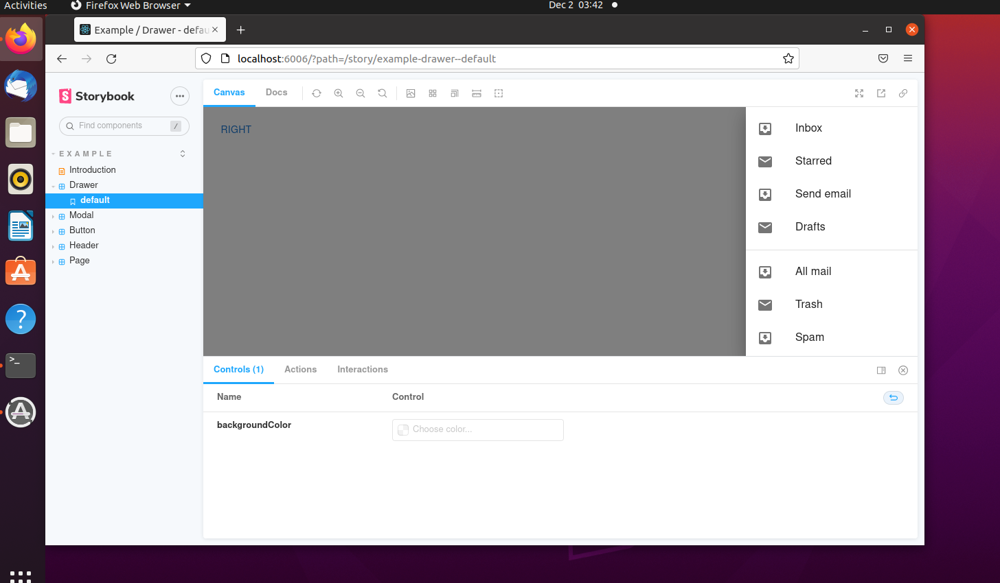 Activities
Firefox Web Browser
Dec 2 03:42
Example / Drawer - defau
localhost:6006/?path=/story/example-drawer--default
Storybook
Find components
/
EXAMPLE
Introduction
Drawer
default
Modal
Button
Header
Page
Canvas
Docs
RIGHT
Inbox
Starred
Send email
Drafts
All mail
Trash
Spam
Controls (1)
Actions
Interactions
Name
Control
backgroundColor
Choose color...